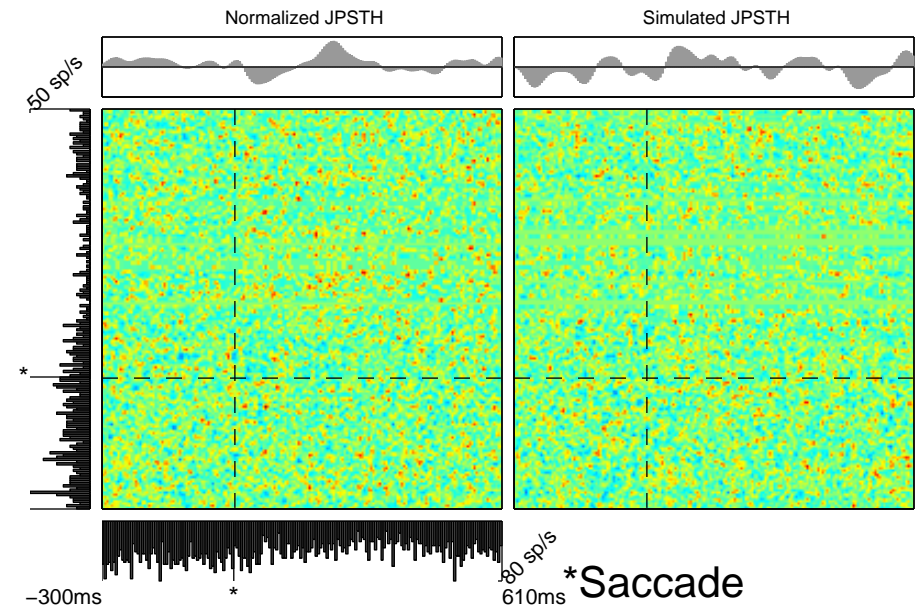 Normalized JPSTH
Simulated JPSTH
50 sp/s
*
80 sp/s
−300ms
*
610ms
*Saccade